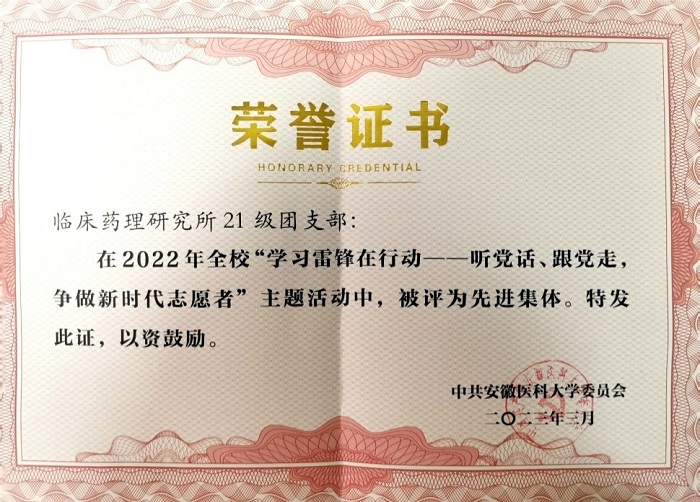 荣誉证书
HONORARY CREDENTIAL
临床药理研究所21级团支部：
在2022年全校“学习雷锋在行动——听党话、跟党走，
争做新时代志愿者”主题活动中，被评为先进集体。特发
此证，以资鼓励。
中共安徽医科大学委员会
二〇二三年三月